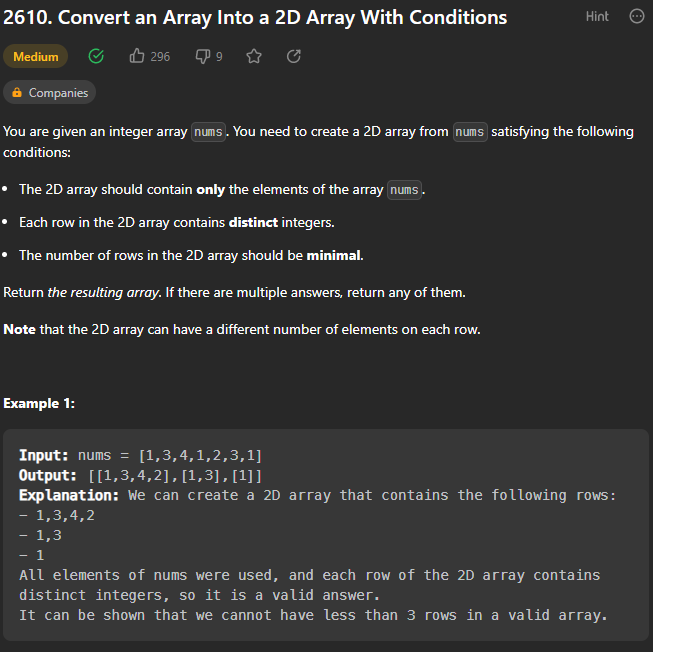 2610. Convert an Array Into a 2D Array With Conditions
Hint
Medium
296
9
Companies
You are given an integer array nums. You need to create a 2D array from nums satisfying the following
conditions:
• The 2D array should contain only the elements of the array nums.
• Each row in the 2D array contains distinct integers.
• The number of rows in the 2D array should be minimal.
Return the resulting array. If there are multiple answers, return any of them.
Note that the 2D array can have a different number of elements on each row.
Example 1:
Input: nums = [1,3,4,1,2,3,1]
Output: [[1,3,4,2],[1,3],[1]]
Explanation: We can create a 2D array that contains the following rows:
- 1,3,4,2
- 1,3
- 1
All elements of nums were used, and each row of the 2D array contains
distinct integers, so it is a valid answer.
It can be shown that we cannot have less than 3 rows in a valid array.